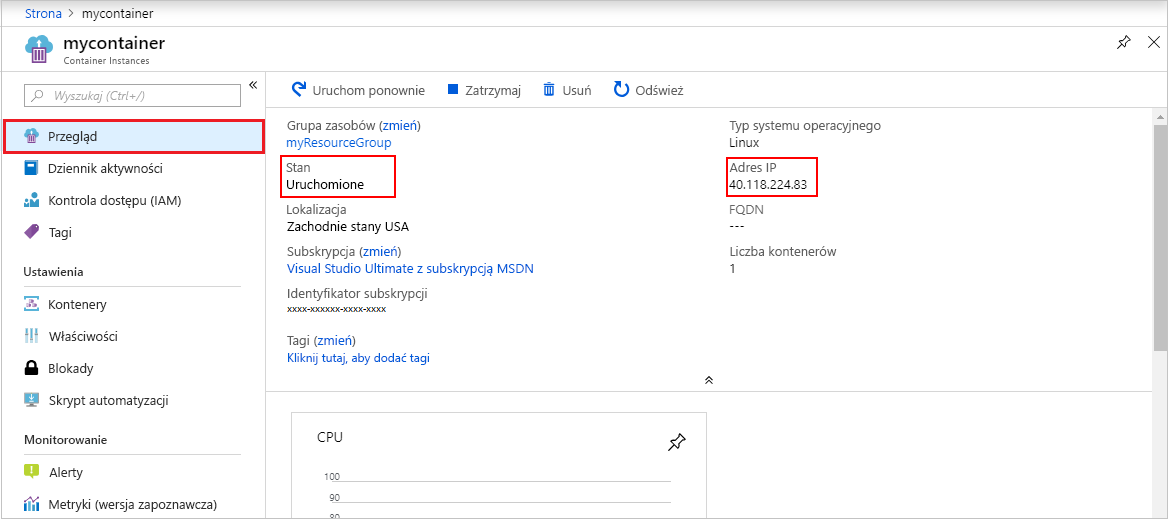 Strona > mycontainer
mycontainer
Container Instances
Wyszukaj (Ctrl+/)
«
Przegląd
Dziennik aktywności
Kontrola dostępu (IAM)
Tagi
Ustawienia
Kontenery
Właściwości
Blokady
Skrypt automatyzacji
Monitorowanie
Alerty
Metryki (wersja zapoznawcza)
Uruchom ponownie Zatrzymaj Usuń Odśwież
Grupa zasobów (zmień)
myResourceGroup
Stan
Uruchomione
Lokalizacja
Zachodnie stany USA
Subskrypcja (zmień)
Visual Studio Ultimate z subskrypcją MSDN
Identyfikator subskrypcji
xxxx-xxxxxx-xxxx-xxxx
Tagi (zmień)
Kliknij tutaj, aby dodać tagi
Typ systemu operacyjnego
Linux
Adres IP
40.118.224.83
FQDN
---
Liczba kontenerów
1
CPU
100
90
80